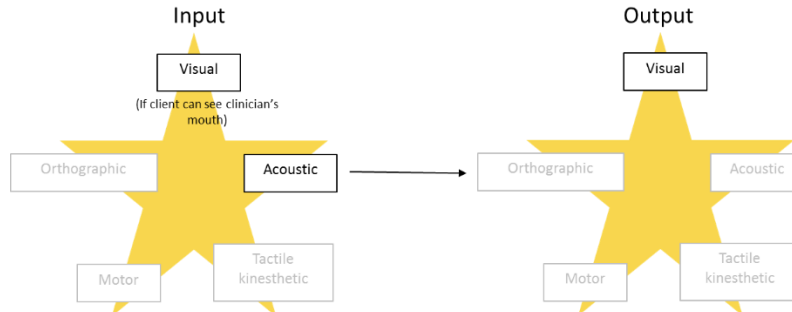 Input
Output
Visual
(If client can see clinician's
mouth)
Orthographic
Acoustic
Motor
Tactile
kinesthetic
Visual
Orthographic
Acoustic
Motor
Tactile
kinesthetic